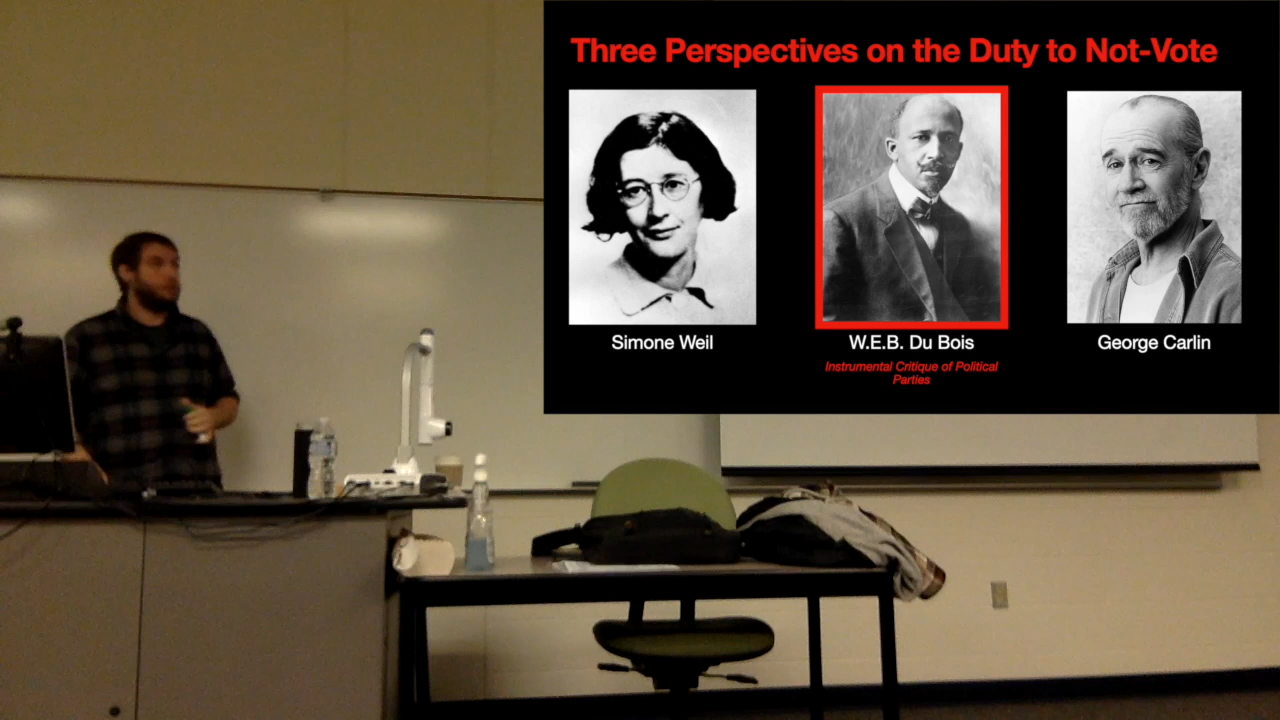 Three Perspectives on the Duty to Not-Vote
Simone Weil
W.E.B. Du Bois
George Carlin
Instrumental Critique of Political
Parties